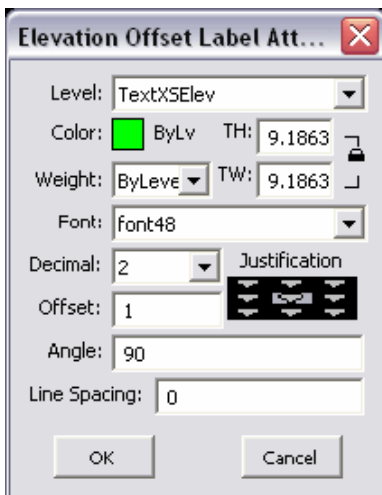 Elevation Offset Label Att...
Level: TextXSElev
Color: ByLv TH: 9.1863
Weight: ByLeve TW: 9.1863
Font: font48
Decimal: 2 Justification
Offset: 1
Angle: 90
Line Spacing: 0
OK Cancel